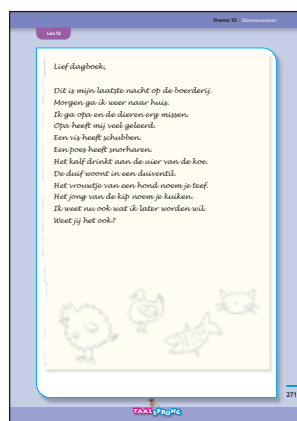 thema 10 Dierenmanieren
Les 12
Lief dagboek,
Dit is mijn laatste nacht op de boerderij.
Morgen ga ik weer naar huis.
Ik ga opa en de dieren erg missen.
Opa heeft mij veel geleerd.
Een vis heeft schubben.
Een poes heeft snorharen.
Het kalf drinkt aan de uier van de koe.
De duif woont in een duiventil.
Het vrouwtje van een hond noem je teef.
Het jong van de kip noem je kuiken.
Ik weet nu ook wat ik later worden wil.
Weet jij het ook?
271
TAALSPRONG